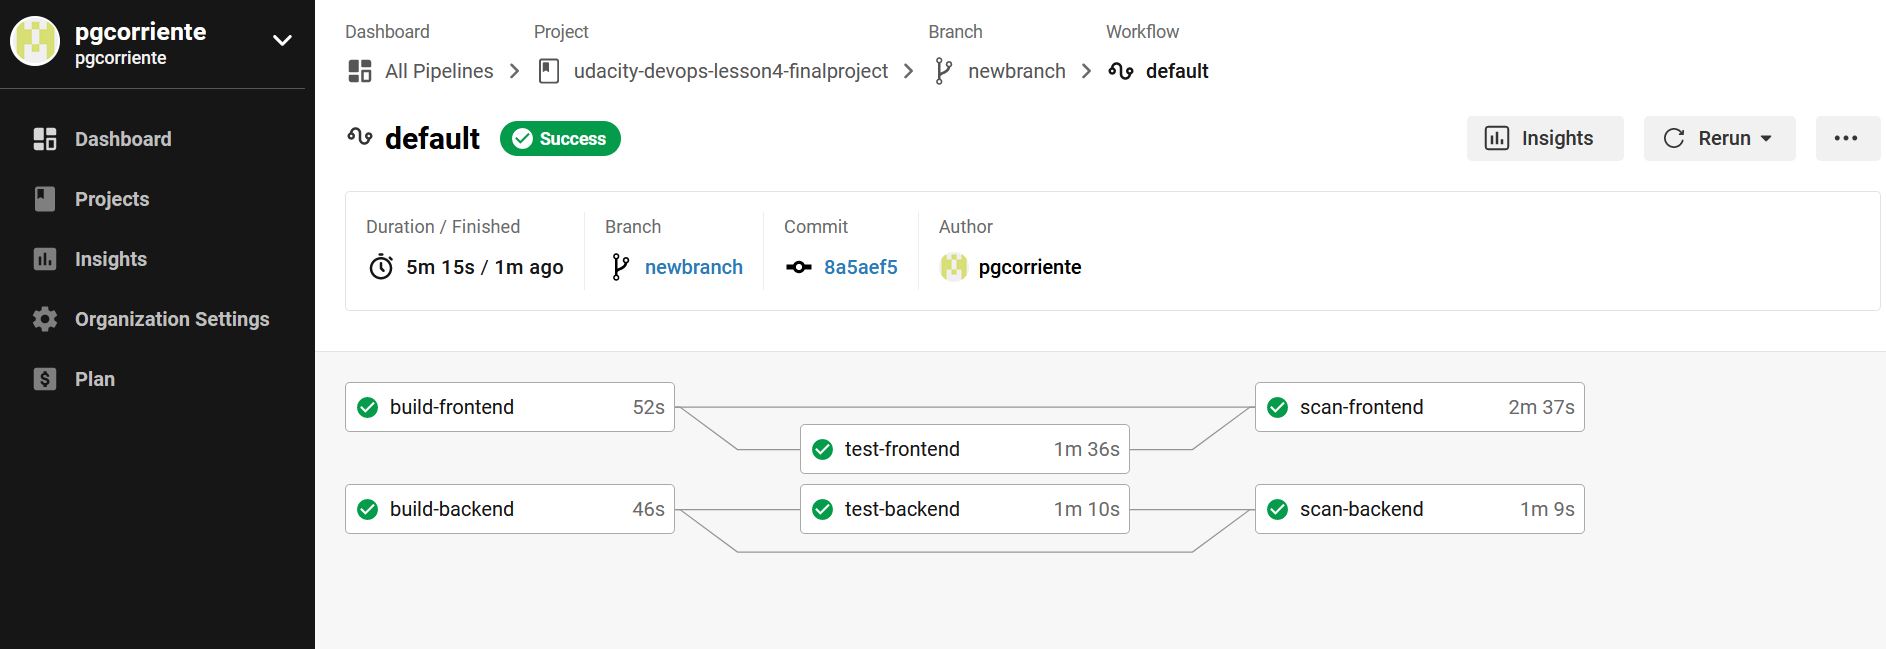 pgcorriente
pgcorriente
Dashboard
Projects
Insights
Organization Settings
$ Plan
Dashboard Project Branch Workflow
All Pipelines udacity-devops-lesson4-finalproject newbranch default
default Success Insights Rerun
Duration / Finished Branch Commit Author
5m 15s / 1m ago newbranch 8a5aef5 pgcorriente
build-frontend 52s scan-frontend 2m 37s
test-frontend 1m 36s
build-backend 46s test-backend 1m 10s scan-backend 1m 9s